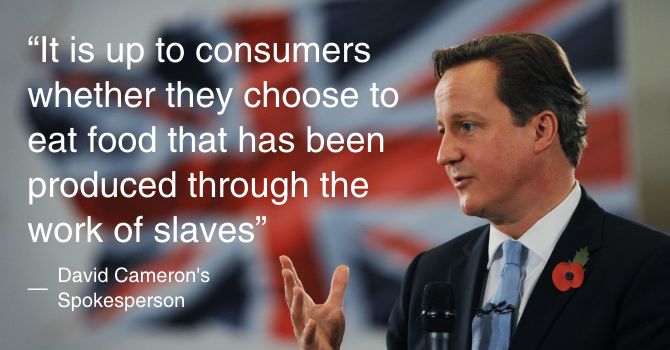 “It is up to consumers
whether they choose to
eat food that has been
produced through the
work of slaves”
— David Cameron's
Spokesperson